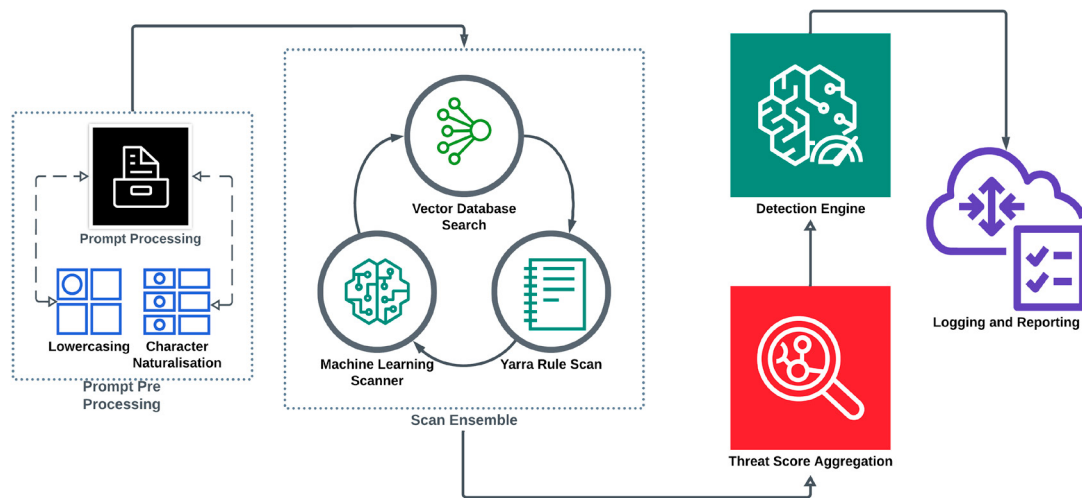 Prompt Processing
Lowercasing
Character
Naturalisation
Prompt Pre
Processing
Vector Database
Search
Machine Learning
Scanner
Yarra Rule Scan
Scan Ensemble
Detection Engine
Threat Score Aggregation
Logging and Reporting